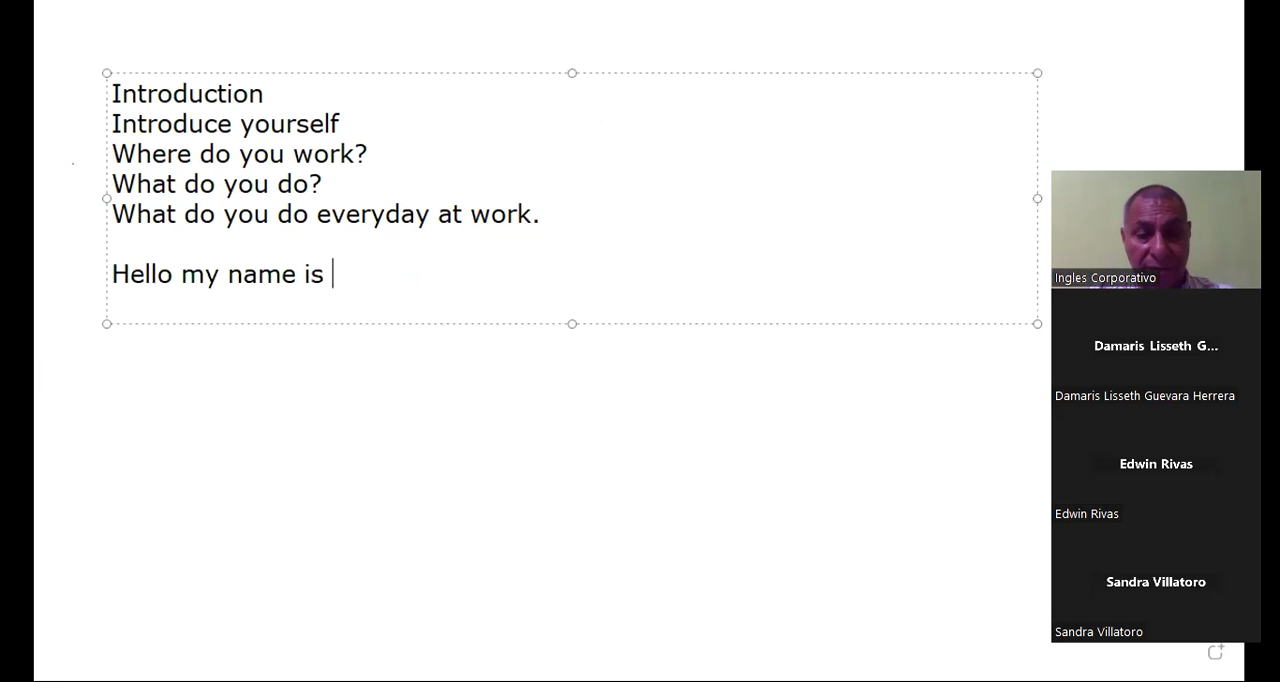 Introduction
Introduce yourself
Where do you work?
What do you do?
What do you do everyday at work.
Hello my name is
Ingles Corporativo
Damaris Lisseth G...
Damaris Lisseth Guevara Herrera
Edwin Rivas
Edwin Rivas
Sandra Villatoro
Sandra Villatoro